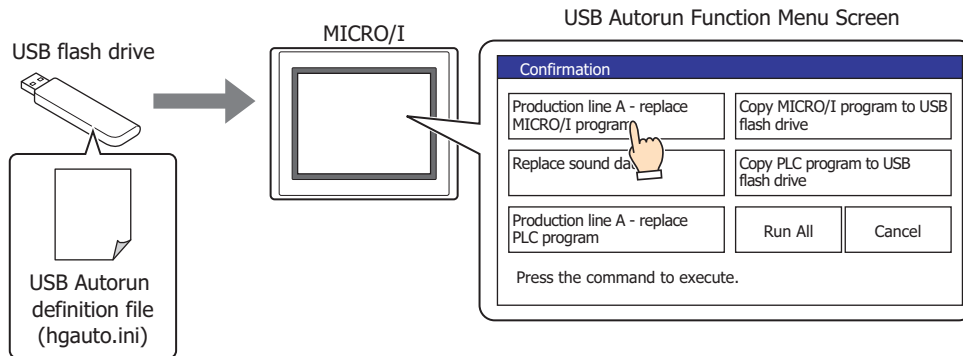 USB Autorun Function Menu Screen
MICRO/I
USB flash drive
Confirmation
Production line A - replace
MICRO/I program
Copy MICRO/I program to USB
flash drive
Replace sound
Copy PLC program to USB
flash drive
Production line A - replace
PLC program
Run All
Cancel
Press the command to execute.
USB Autorun
definition file
(hgauto.ini)